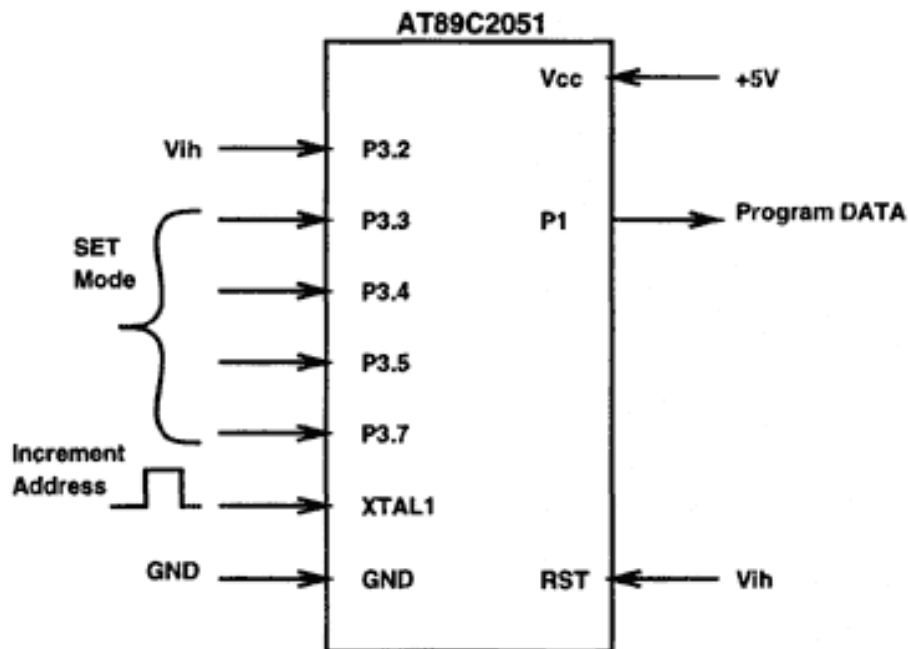 AT89C2051
Vcc
+5V
Vih
P3.2
SET
Mode
P3.3
P1
Program DATA
P3.4
P3.5
P3.7
Increment
Address
XTAL1
GND
GND
RST
Vih